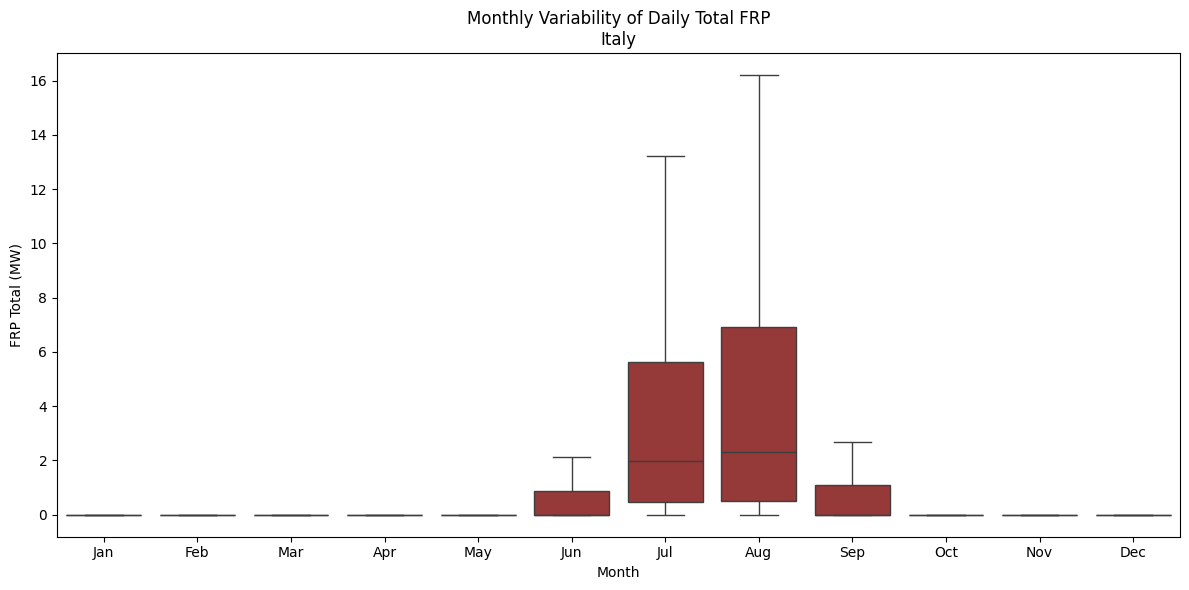 Monthly Variability of Daily Total FRP
Italy
FRP Total (MW)
16
14
12
10
8
6
4
2
0
Jan Feb Mar Apr May Jun Jul Aug Sep Oct Nov Dec
Month